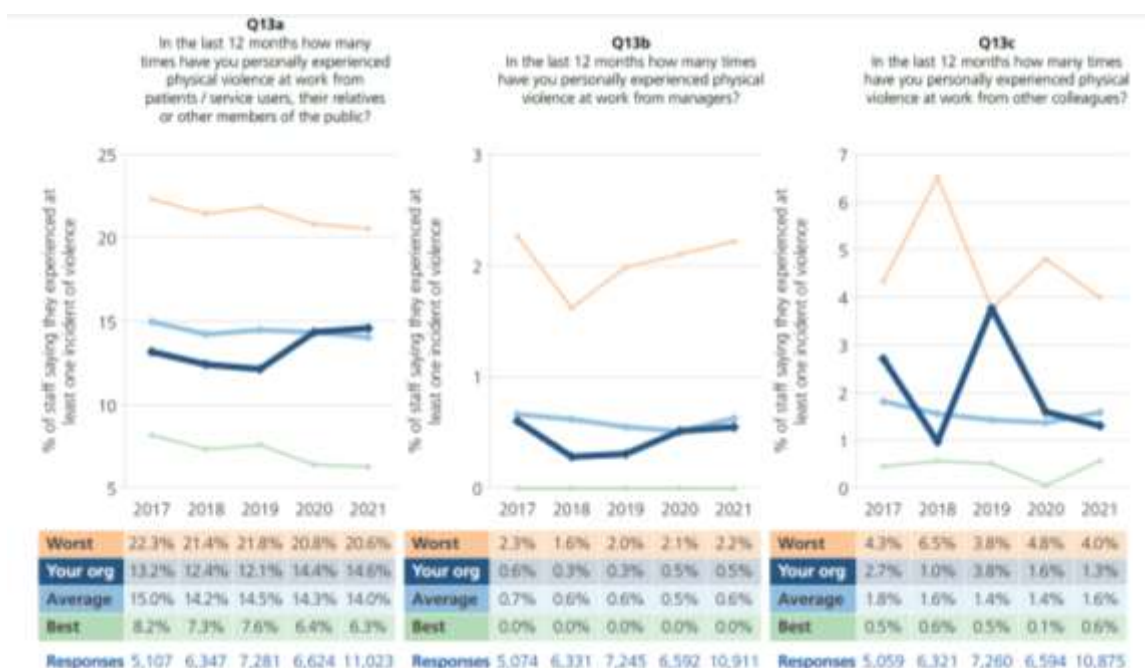 Q13a
In the last 12 months how many
times have you personally experienced
physical violence at work from
patients / service users, their relatives
or other members of the public?
% of staff saying they experienced at
least one incident of violence
25
20
15
10
5
2017 2018 2019 2020 2021
Worst 22.3% 21.4% 21.8% 20.8% 20.6%
Your org 13.2% 12.4% 12.1% 14.4% 14.6%
Average 15.0% 14.2% 14.5% 14.3% 14.0%
Best 8.2% 7.3% 7.6% 6.4% 6.3%
Responses 5,107 6,347 7,281 6,624 11,023
Q13b
In the last 12 months how many times
have you personally experienced physical
violence at work from managers?
% of staff saying they experienced at
least one incident of violence
3
2
1
0
2017 2018 2019 2020 2021
Worst 2.3% 1.6% 2.0% 2.1% 2.2%
Your org 0.6% 0.3% 0.3% 0.5% 0.5%
Average 0.7% 0.6% 0.6% 0.5% 0.6%
Best 0.0% 0.0% 0.0% 0.0% 0.0%
Responses 5,074 6,331 7,245 6,592 10,911
Q13c
In the last 12 months how many times
have you personally experienced physical
violence at work from other colleagues?
% of staff saying they experienced at
least one incident of violence
7
6
5
4
3
2
1
0
2017 2018 2019 2020 2021
Worst 4.3% 6.5% 3.8% 4.8% 4.0%
Your org 2.7% 1.0% 3.8% 1.6% 1.3%
Average 1.8% 1.6% 1.4% 1.4% 1.6%
Best 0.5% 0.6% 0.5% 0.1% 0.6%
Responses 5,059 6,321 7,260 6,594 10,875